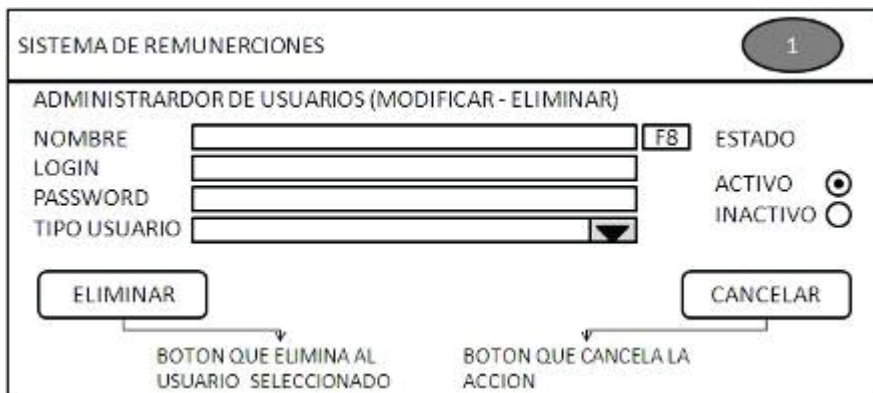 SISTEMA DE REMUNERCIONES
1
ADMINISTRARDOR DE USUARIOS (MODIFICAR - ELIMINAR)
NOMBRE F8 ESTADO
LOGIN
PASSWORD ACTIVO
TIPO USUARIO INACTIVO
ELIMINAR CANCELAR
BOTON QUE ELIMINA AL
USUARIO SELECCIONADO
BOTON QUE CANCELA LA
ACCION